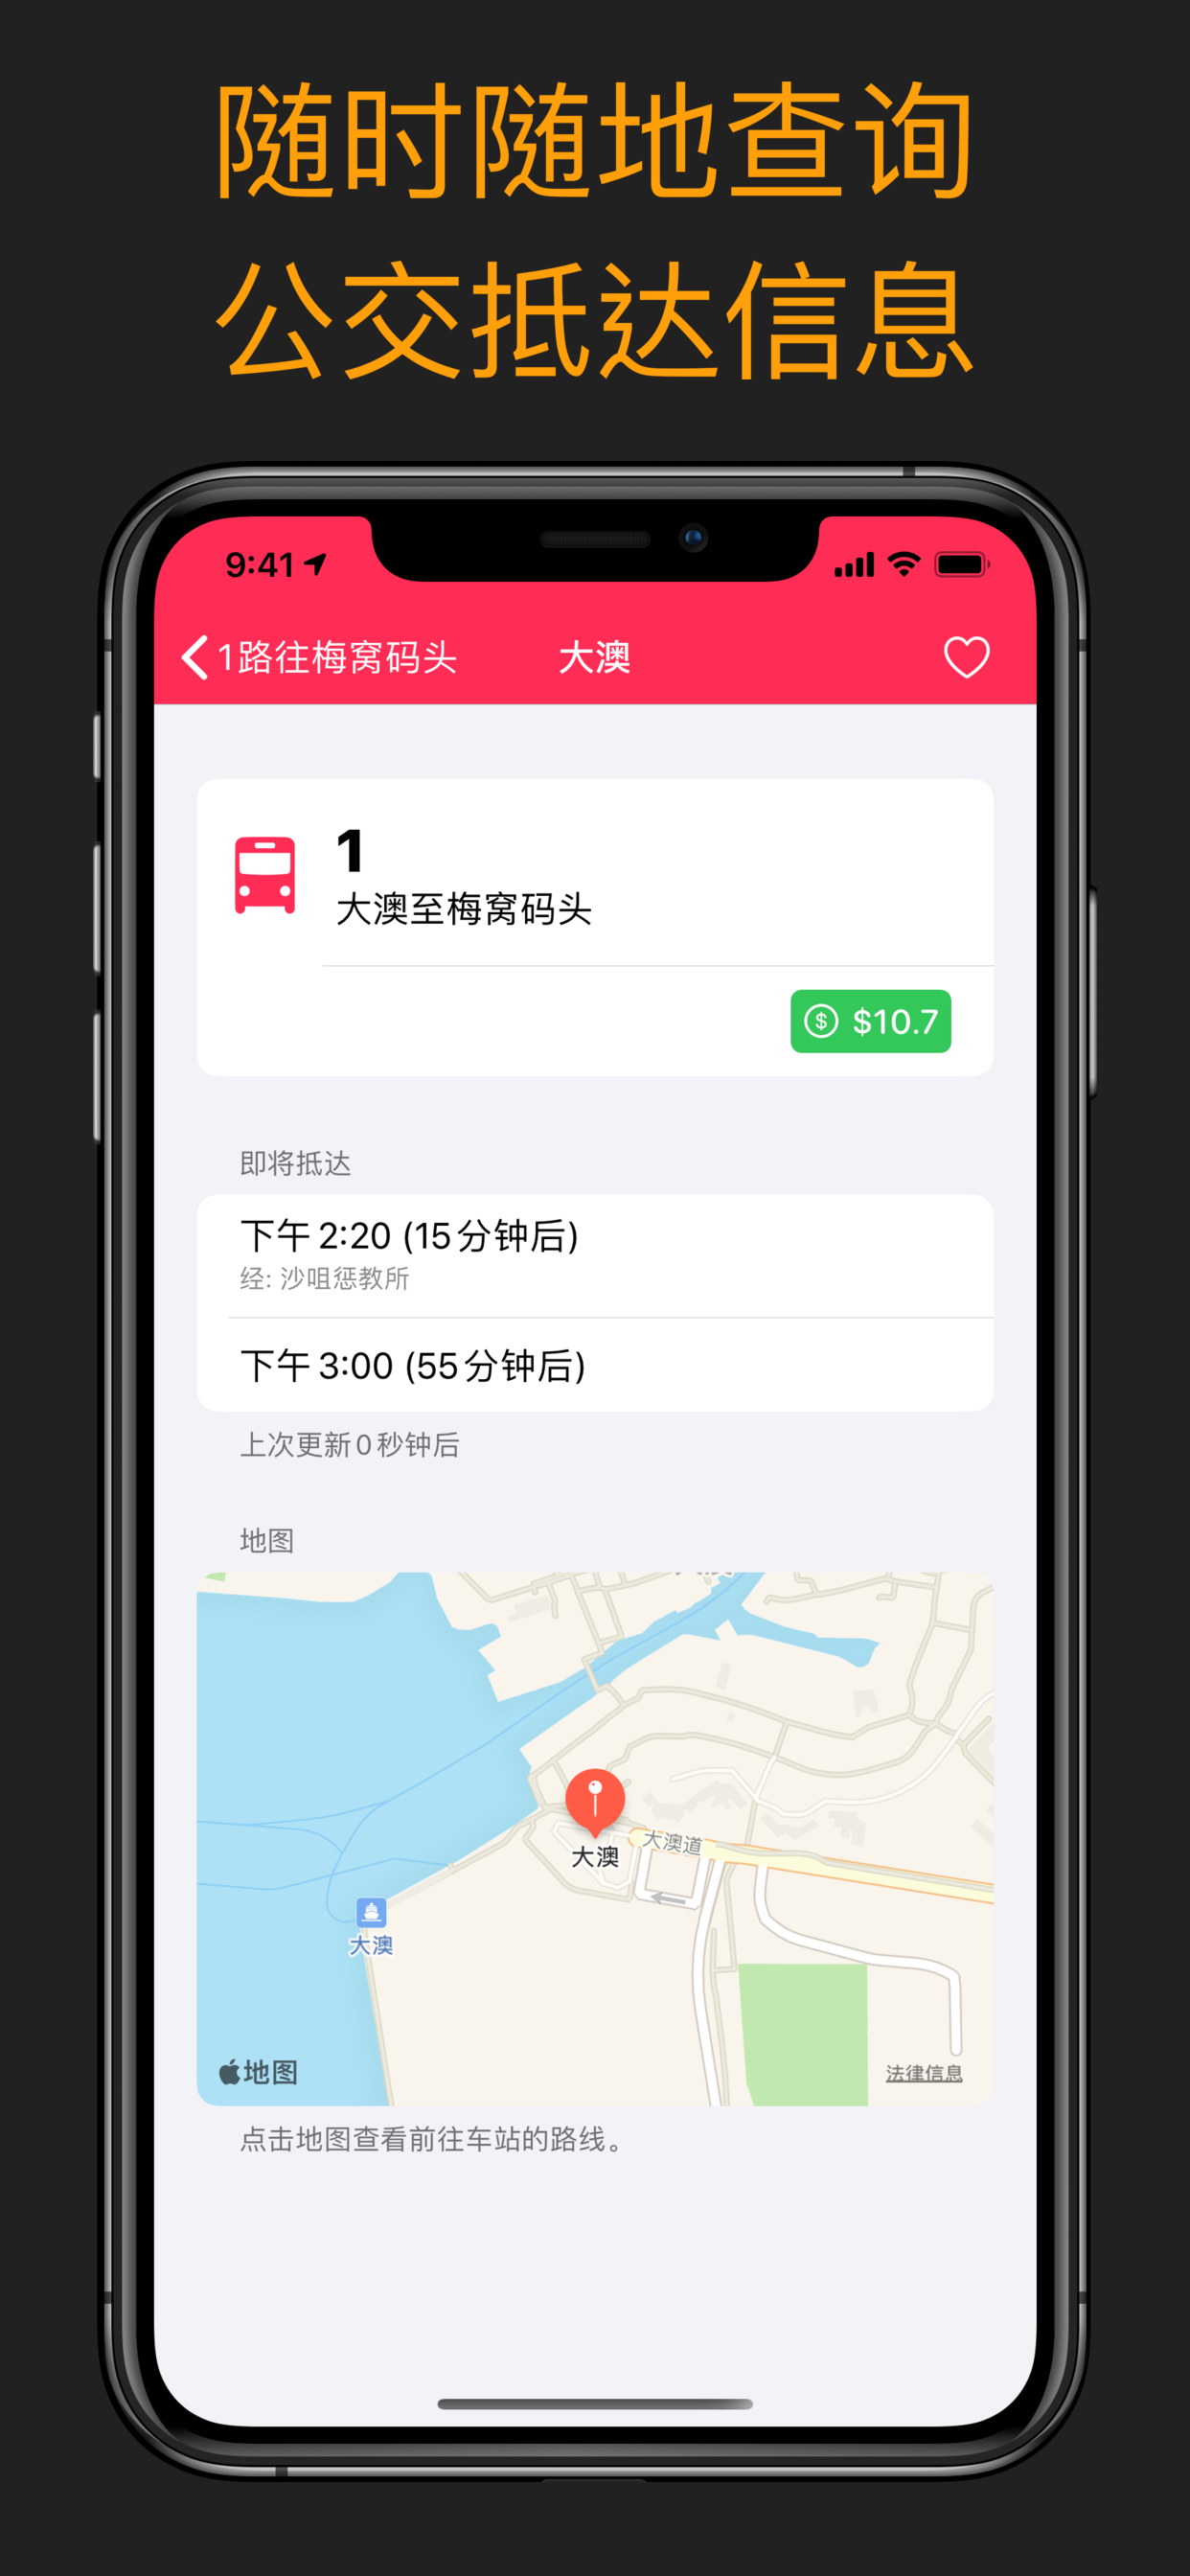 随时随地查询
公交抵达信息
9:41
1路往梅窝码头
大澳
1
大澳至梅窝码头
$ $10.7
即将抵达
下午 2:20 (15 分钟后)
经: 沙咀惩教所
下午 3:00 (55 分钟后)
上次更新 0 秒钟后
地图
大澳
大澳道
大澳
地图
法律信息
点击地图查看前往车站的路线。